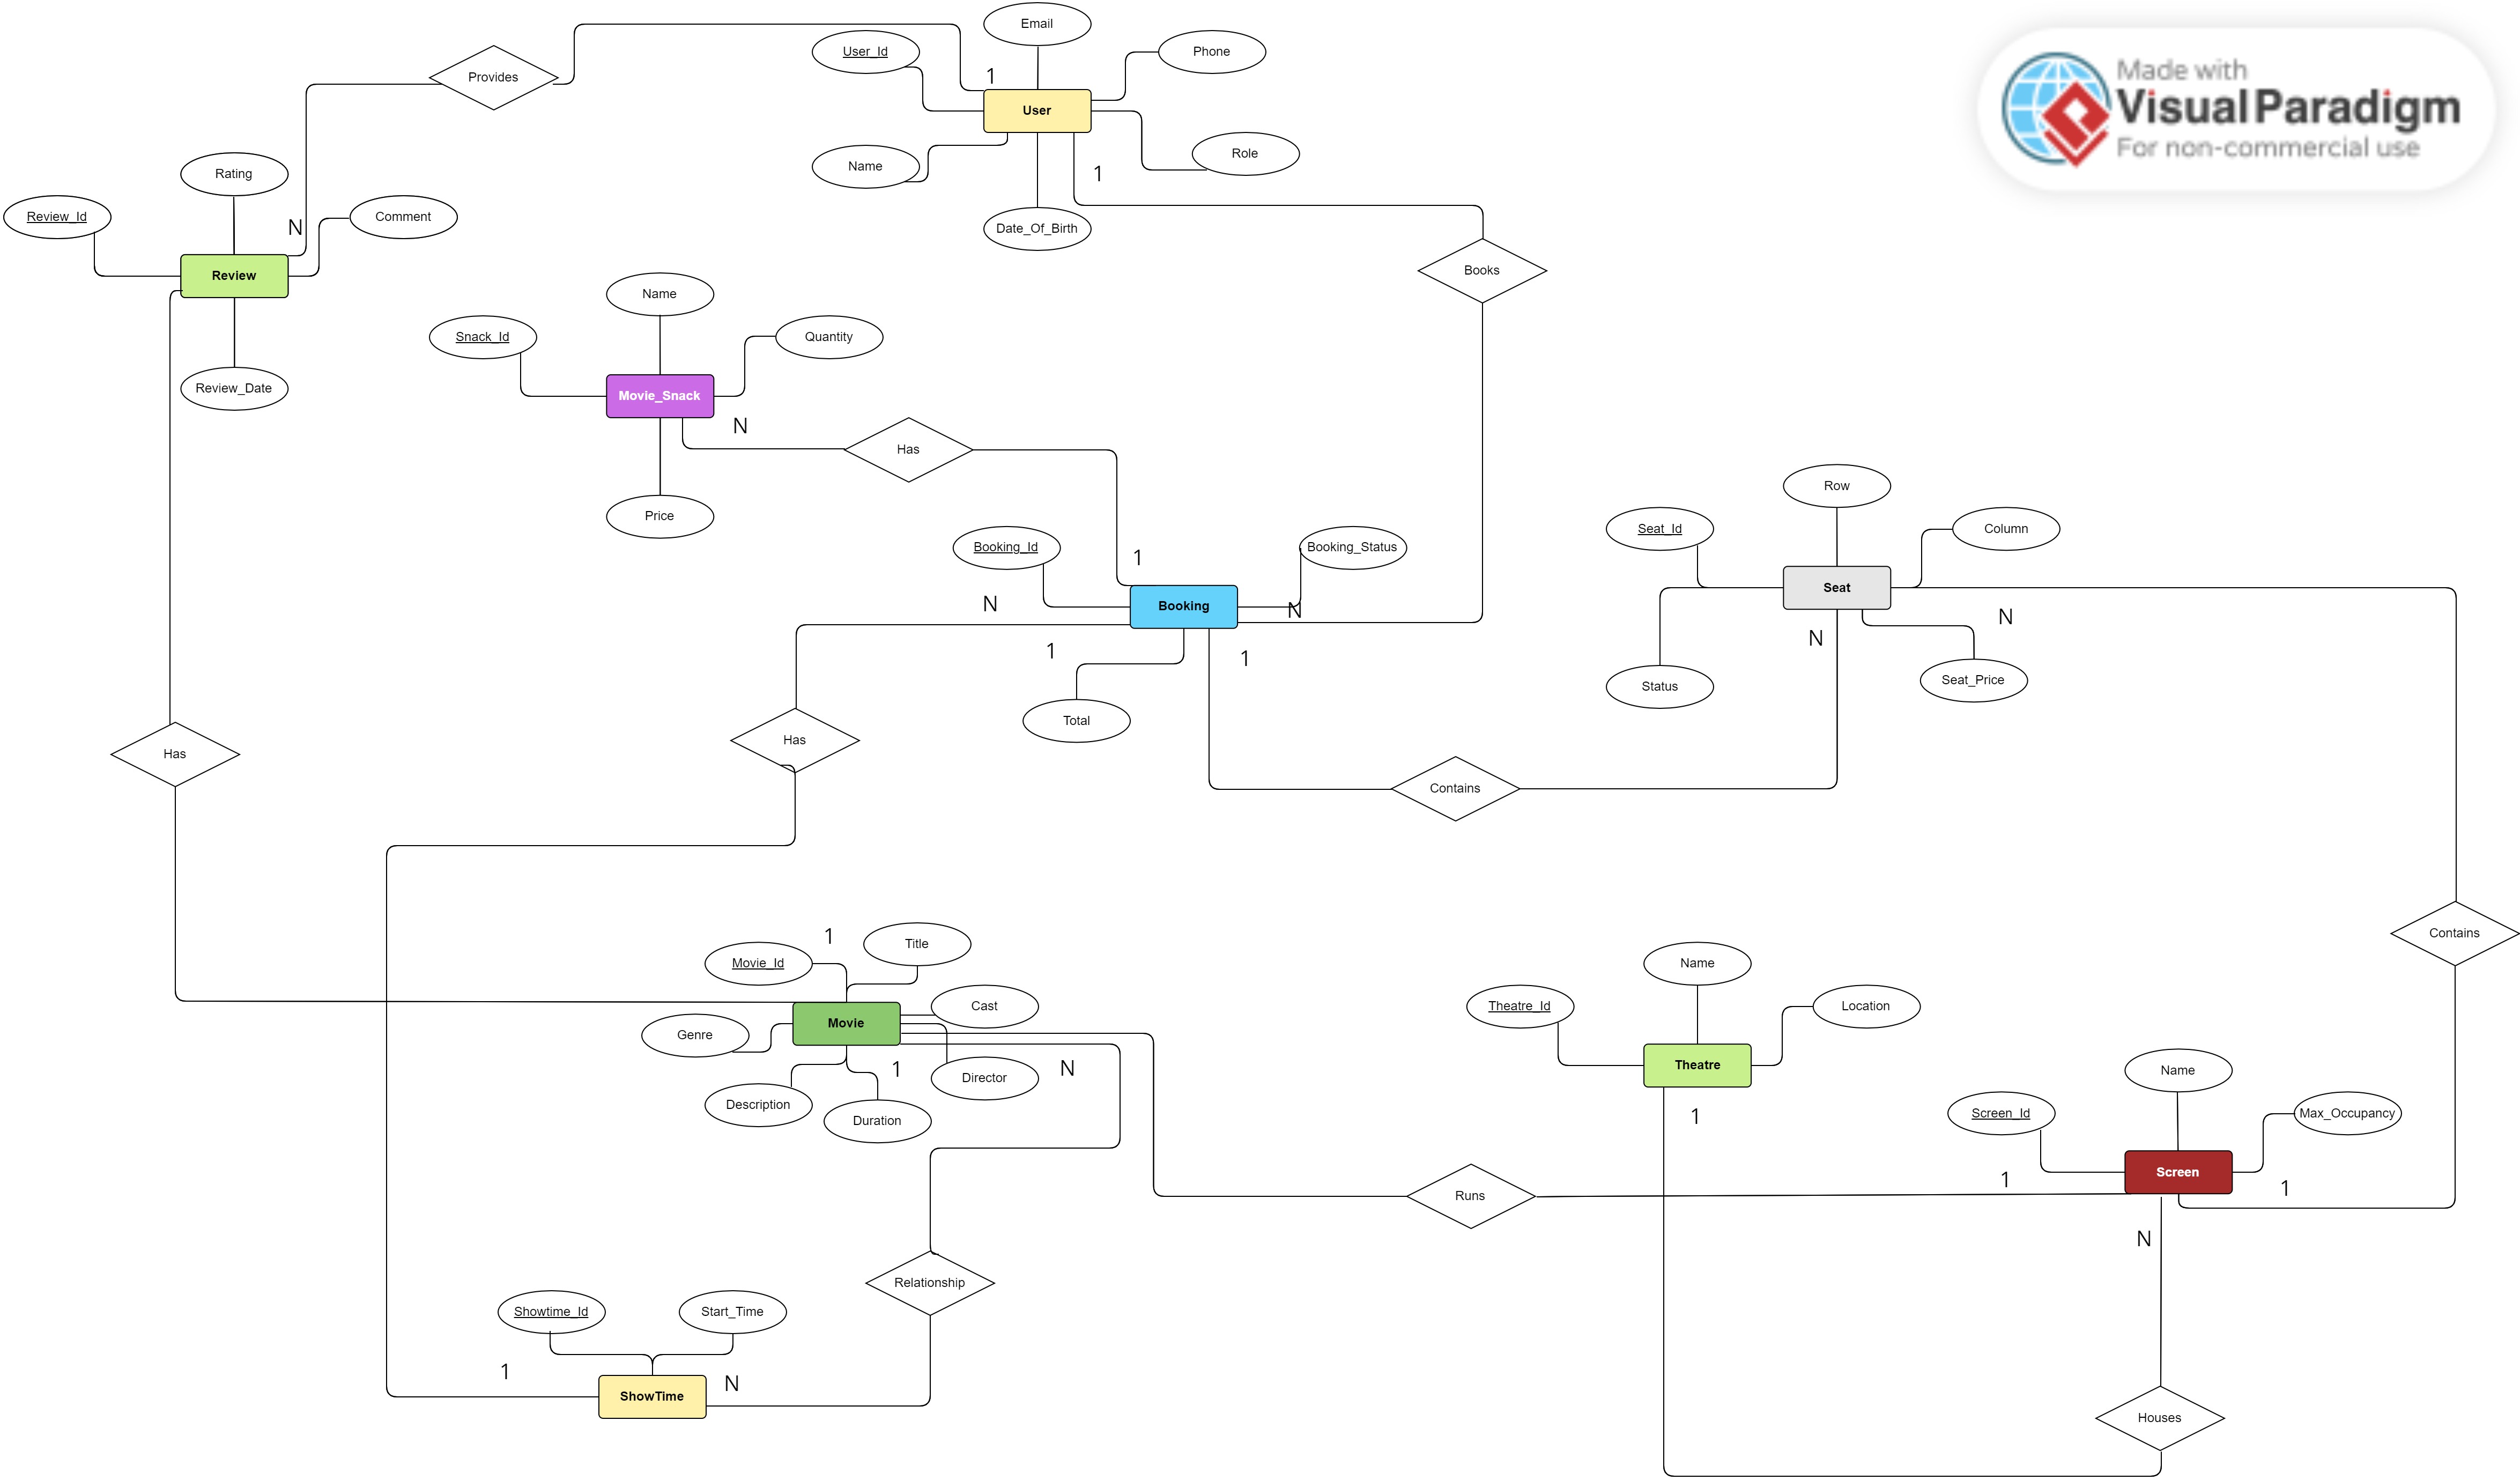 Email
User_Id
Phone
Made with
Visual Paradigm
For non-commercial use
Provides
1
User
Role
Name
1
Rating
Review_Id
Comment
N
Date_Of_Birth
Review
Books
Name
Snack_Id
Quantity
Review_Date
Movie_Snack
N
Has
Row
Price
Seat_Id
Column
Booking_Id
1
Booking_Status
Seat
N
Booking
N
N
N
1
1
Status
Seat_Price
Total
Has
Has
Contains
Contains
1
Title
Movie_Id
Name
Cast
Theatre_Id
Location
Movie
Genre
1
N
Director
Theatre
Name
Description
Duration
1
Screen_Id
Max_Occupancy
Screen
1
1
Runs
N
Relationship
Showtime_Id
Start_Time
1
N
ShowTime
Houses